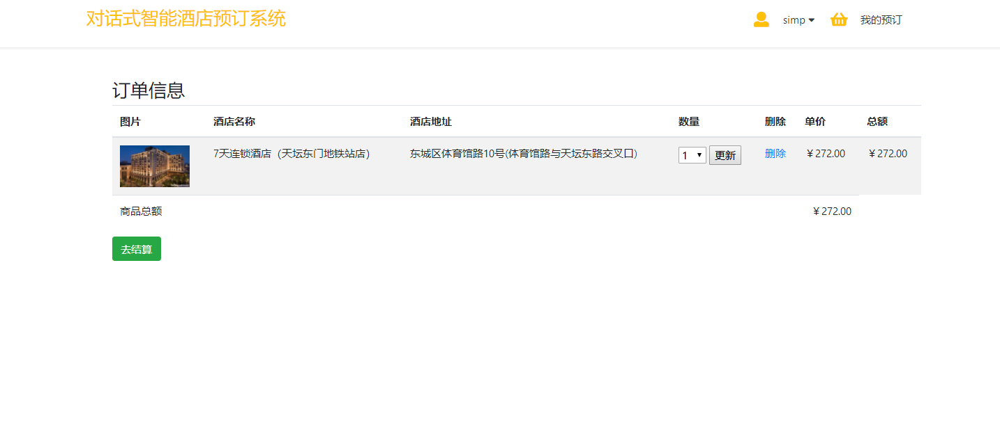 对话式智能酒店预订系统
simp 我的预订
订单信息
图片 酒店名称 酒店地址 数量 删除 单价 总额
7天连锁酒店（天坛东门地铁站店） 东城区体育馆路10号(体育馆路与天坛东路交叉口) 1 更新 删除 ￥272.00 ￥272.00
商品总额 ￥272.00
去结算